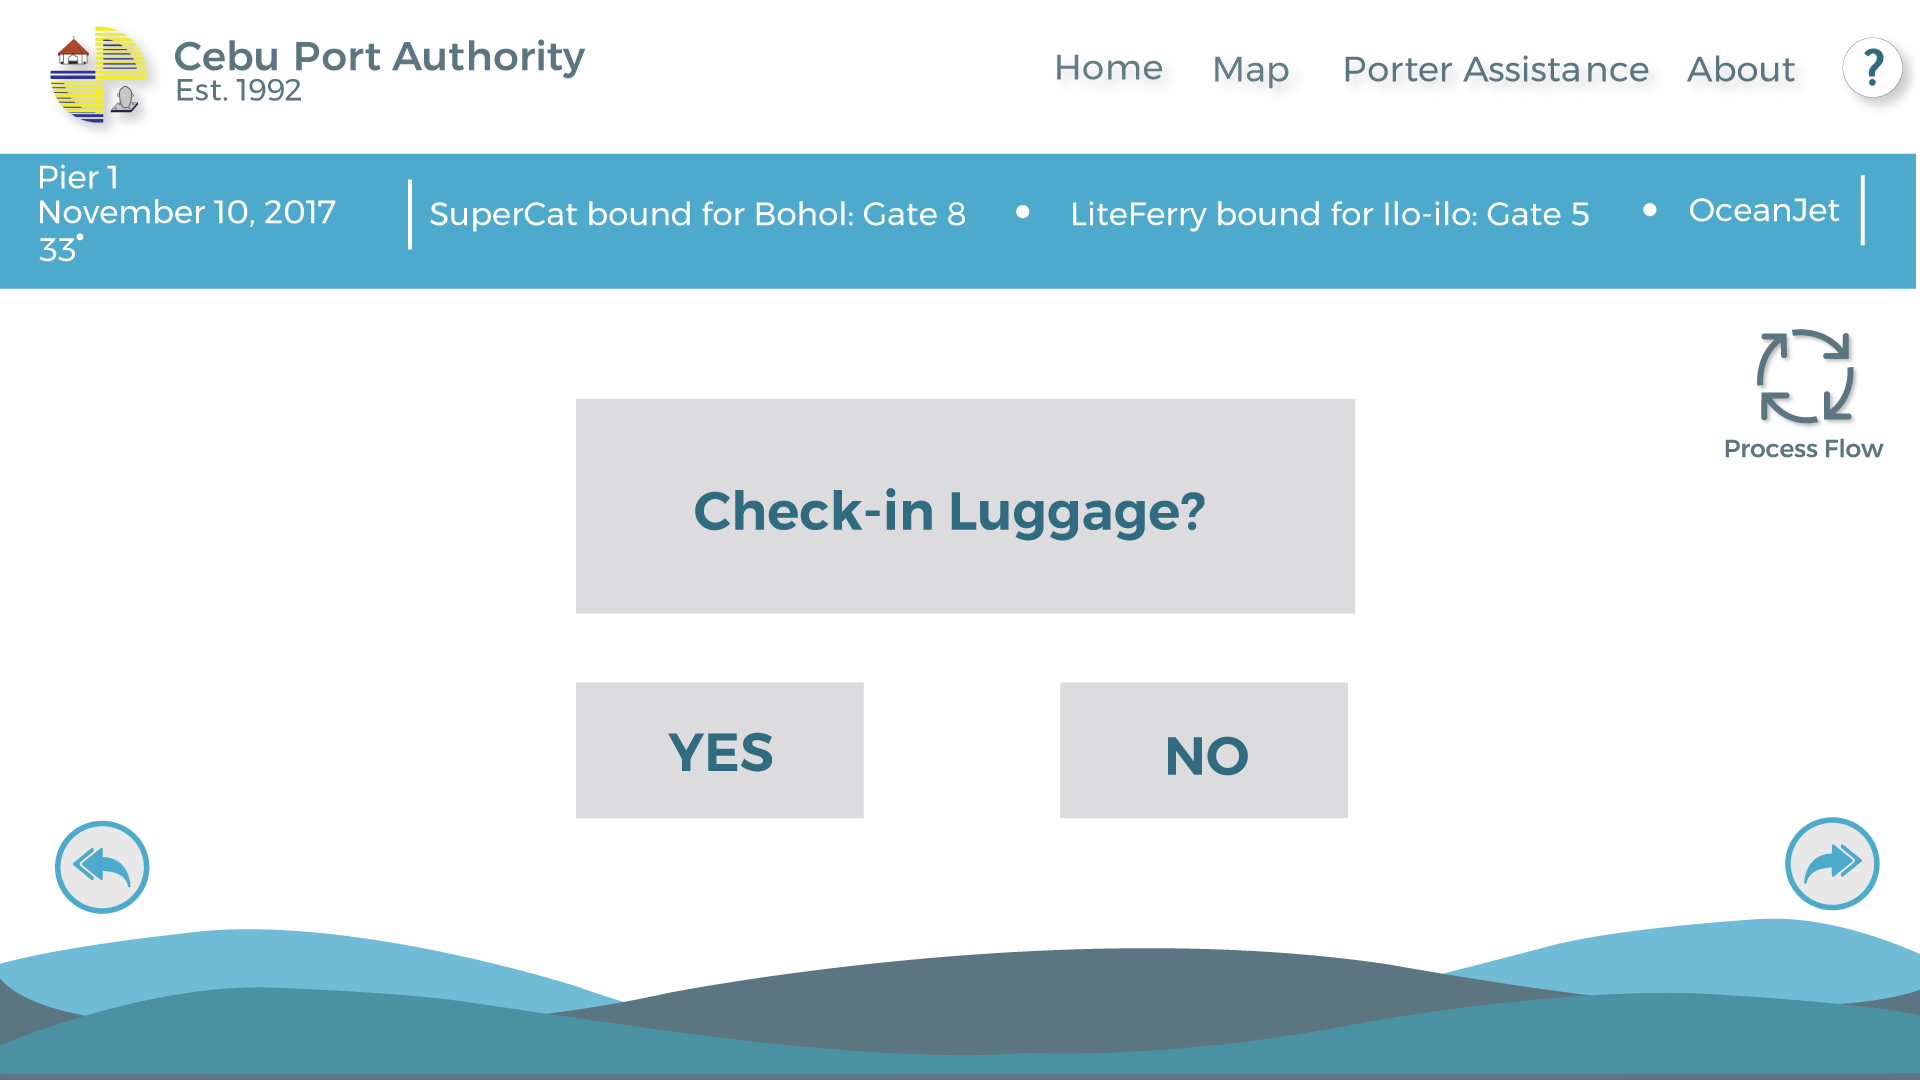 Cebu Port Authority
Est. 1992
Home Map Porter Assistance About ?
Pier 1
November 10, 2017
33°
SuperCat bound for Bohol: Gate 8 • LiteFerry bound for Ilo-ilo: Gate 5 • OceanJet
Process Flow
Check-in Luggage?
YES NO